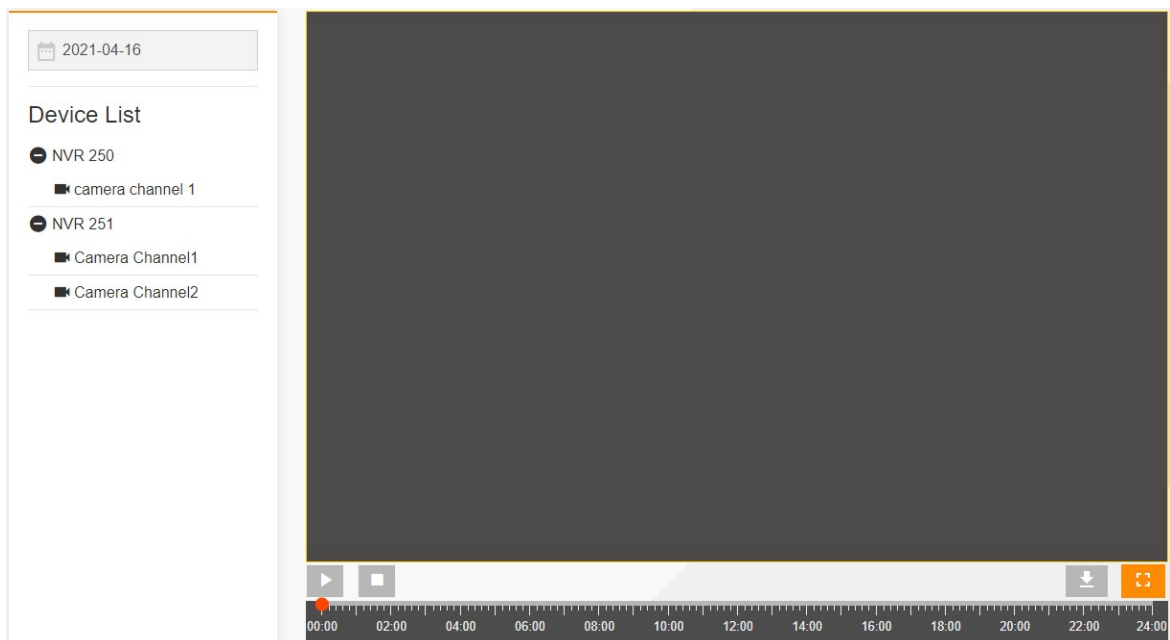 2021-04-16
Device List
NVR 250
camera channel 1
NVR 251
Camera Channel1
Camera Channel2
00:00 02:00 04:00 06:00 08:00 10:00 12:00 14:00 16:00 18:00 20:00 22:00 24:00